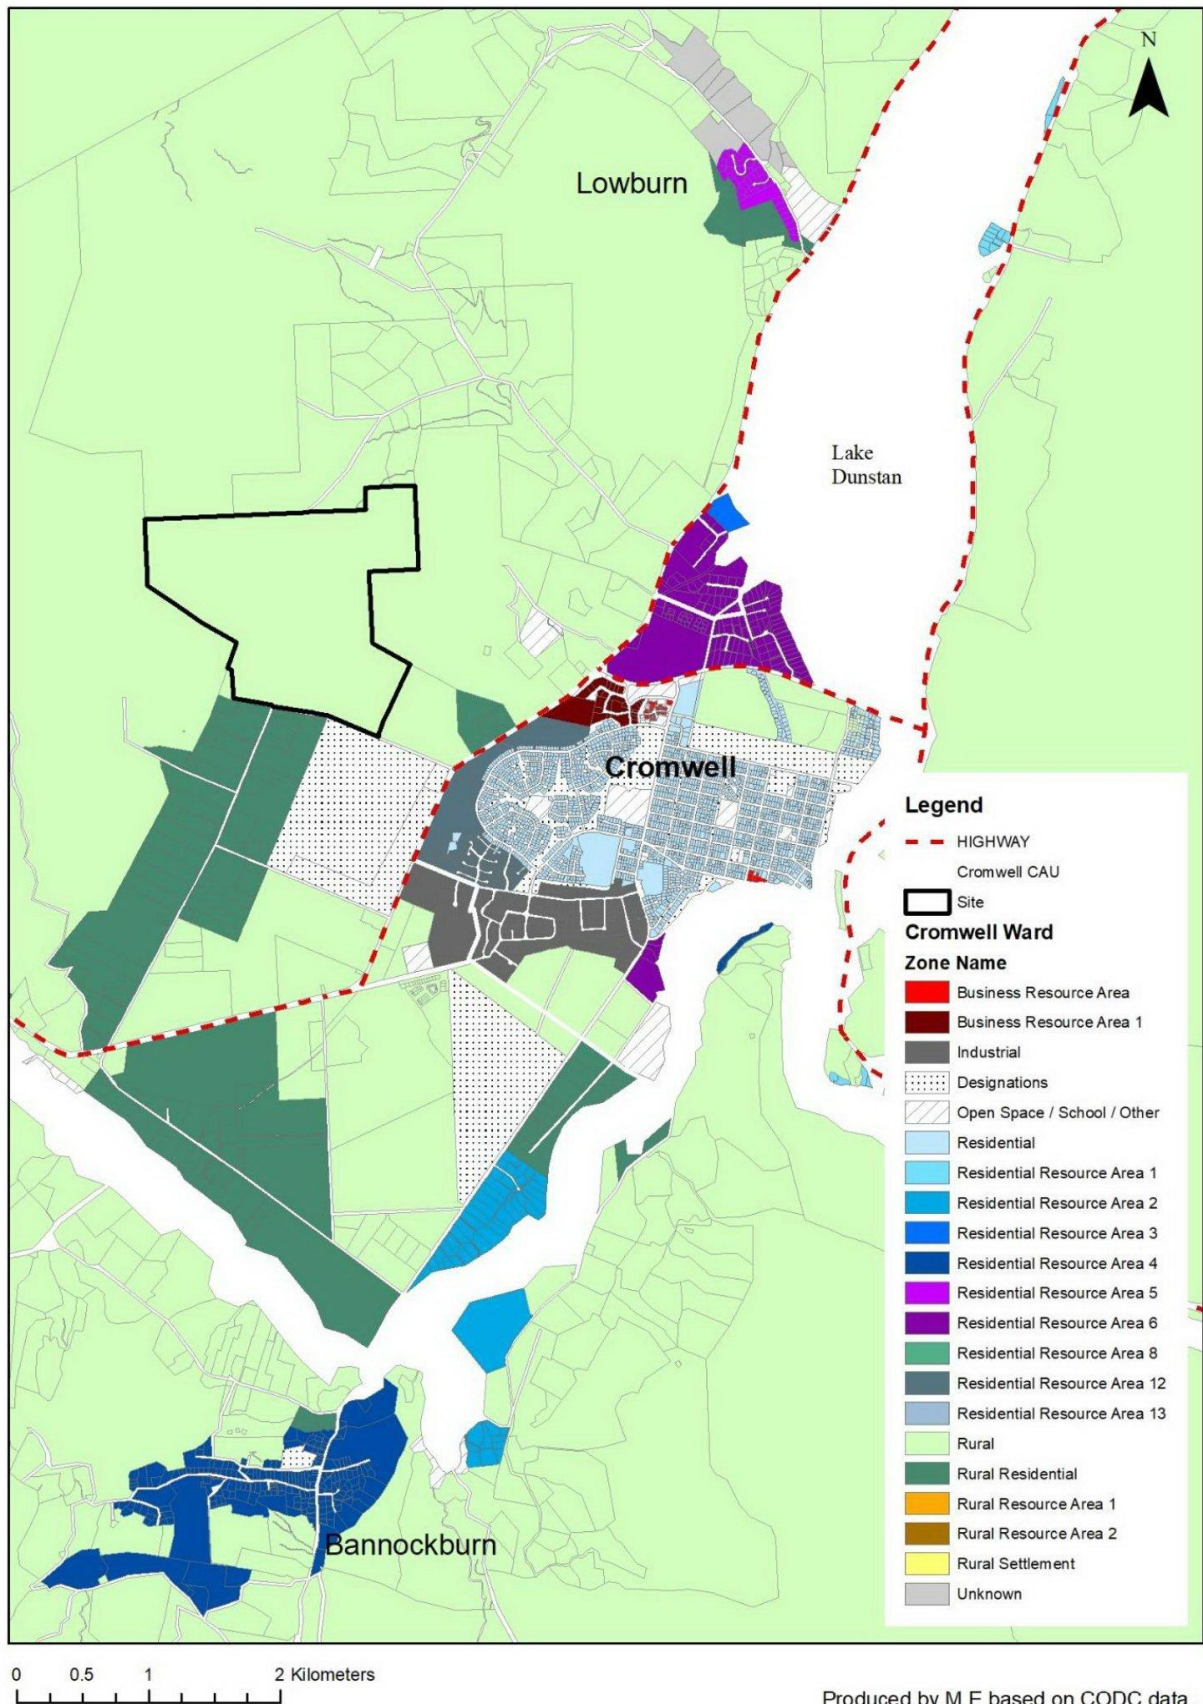 N
Lowburn
Lake
Dunstan
Cromwell
Bannockburn
Legend
HIGHWAY
Cromwell CAU
Site
Cromwell Ward
Zone Name
Business Resource Area
Business Resource Area 1
Industrial
Designations
Open Space / School / Other
Residential
Residential Resource Area 1
Residential Resource Area 2
Residential Resource Area 3
Residential Resource Area 4
Residential Resource Area 5
Residential Resource Area 6
Residential Resource Area 8
Residential Resource Area 12
Residential Resource Area 13
Rural
Rural Residential
Rural Resource Area 1
Rural Resource Area 2
Rural Settlement
Unknown
0 0.5 1 2 Kilometers
Produced by M.E based on CODC data